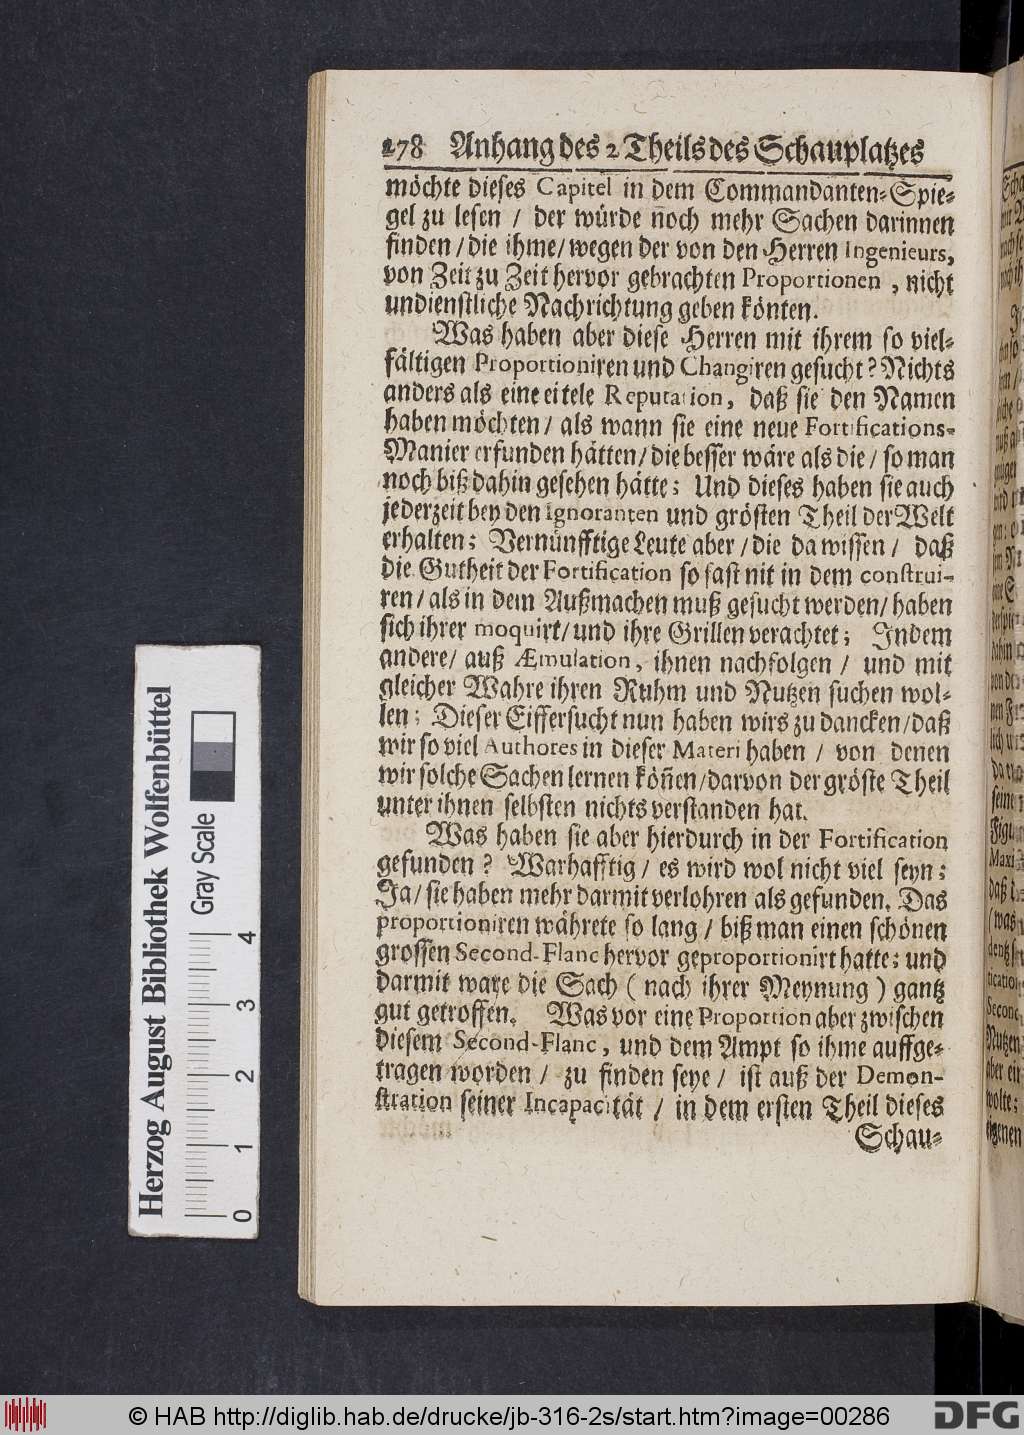 278 Anhang des 2 Theils des Schauplatzes
möchte dieses Capitel in dem Commandanten-Spie-
gel zu lesen / der würde noch mehr Sachen darinnen
finden / die ihme / wegen der von den Herren Ingenieurs,
von Zeit zu Zeit hervor gebrachten Proportionen , nicht
undienstliche Nachrichtung geben könten.
Was haben aber diese Herren mit ihrem so viel-
fältigen Proportioniren und Changiren gesucht? Nichts
anders als eine eitele Reputation, daß sie den Namen
haben möchten / als wann sie eine neue Fortifications-
Manier erfunden hätten / die besser wäre als die / so man
noch biß dahin gesehen hätte; Und dieses haben sie auch
jederzeit bey den Ignoranten und grösten Theil der Welt
erhalten; Vernünfftige Leute aber / die da wissen / daß
die Gutheit der Fortification so fast nit in dem construi-
ren / als in dem Außmachen muß gesucht werden / haben
sich ihrer moquirt / und ihre Grillen verachtet; Indem
andere / auß Æmulation, ihnen nachfolgen / und mit
gleicher Wahre ihren Ruhm und Nutzen suchen wol-
len; Dieser Eiffersucht nun haben wirs zu dancken / daß
wir so viel Authores in dieser Materi haben / von denen
wir solche Sachen lernen kön̄en / darvon der gröste Theil
unter ihnen selbsten nichts verstanden hat.
Was haben sie aber hierdurch in der Fortification
gefunden ? Warhafftig / es wird wol nicht viel seyn;
Ja / sie haben mehr darmit verlohren als gefunden. Das
proportioniren währete so lang / biß man einen schönen
grossen Second-Flanc hervor geproportionirt hatte; und
darmit ware die Sach ( nach ihrer Meynung ) gantz
gut getroffen. Was vor eine Proportion aber zwischen
diesem Second-Flanc, und dem Ampt so ihme auffge-
tragen worden / zu finden seye / ist auß der Demon-
stration seiner Incapacität / in dem ersten Theil dieses
Schau-
Herzog August Bibliothek Wolfenbüttel
Gray Scale
0 1 2 3 4
© HAB http://diglib.hab.de/drucke/jb-316-2s/start.htm?image=00286
DFG